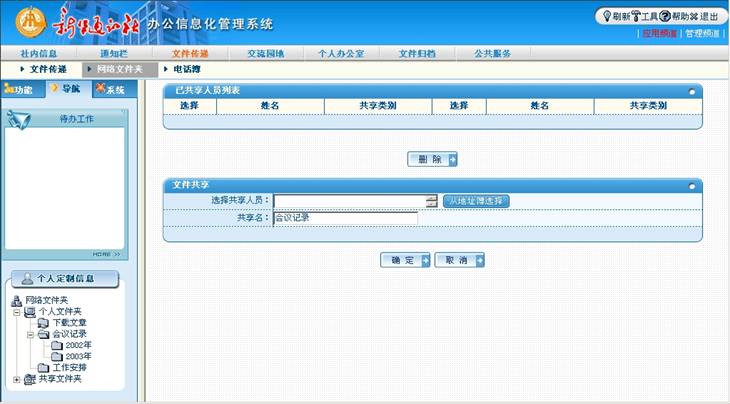 新疆通訊社 办公信息化管理系统
刷新 工具 帮助 退出
| 应用频道 | 管理频道 |
社内信息 通知栏 文件传递 交流园地 个人办公室 文件归档 公共服务
文件传递 网络文件夹 电话簿
功能 导航 系统
待办工作
MORE >>
个人定制信息
网络文件夹
个人文件夹
下载文章
会议记录
2002年
2003年
工作安排
共享文件夹
已共享人员列表
选择 姓名 共享类别 选择 姓名 共享类别
删 除
文件共享
选择共享人员： 从地址簿选择
共享名： 会议记录
确 定 取 消